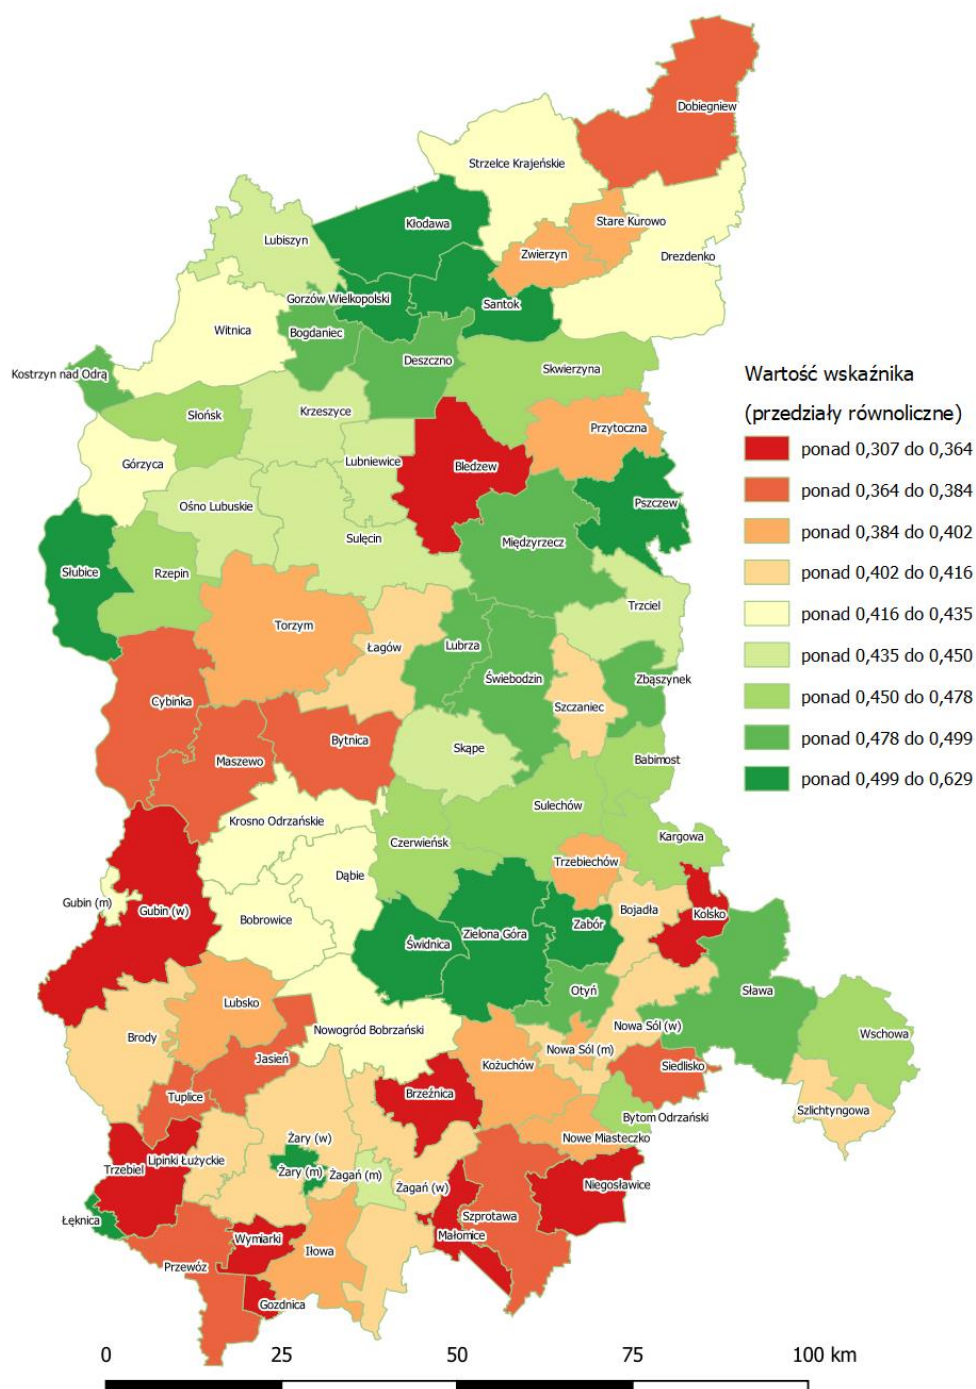 Dobiegniew
Strzelce Krajeńskie
Stare Kurowo
Kłodawa
Lubiszyn
Zwierzyn
Drezdenko
Gorzów Wielkopolski
Santok
Witnica
Bogdaniec
Deszczno
Kostrzyn nad Odrą
Skwierzyna
Słońsk
Krzeszyce
Przytoczna
Górzyca
Lubniewice
Bledzew
Ośno Lubuskie
Pszczew
Sulęcin
Międzyrzecz
Słubice
Rzepin
Trzciel
Torzym
Łagów
Lubrza
Świebodzin
Zbąszynek
Cybinka
Szczaniec
Bytnica
Skąpe
Maszewo
Babimost
Krosno Odrzańskie
Sulechów
Czerwieńsk
Kargowa
Trzebiechów
Dąbie
Gubin (m)
Gubin (w)
Bobrowice
Bojadła
Kolsko
Zabór
Zielona Góra
Świdnica
Otyń
Sława
Lubsko
Nowogród Bobrzański
Nowa Sól (w)
Wschowa
Brody
Nowa Sól (m)
Jasień
Kożuchów
Siedlisko
Tuplice
Brzeźnica
Szlichtyngowa
Bytom Odrzański
Żary (w)
Nowe Miasteczko
Lipinki Łużyckie
Trzebiel
Żary (m)
Żagań (m)
Żagań (w)
Niegosławice
Łęknica
Szprotawa
Wymiarki
Małomice
Iłowa
Przewóz
Gozdnica
Wartość wskaźnika
(przedziały równoliczne)
ponad 0,307 do 0,364
ponad 0,364 do 0,384
ponad 0,384 do 0,402
ponad 0,402 do 0,416
ponad 0,416 do 0,435
ponad 0,435 do 0,450
ponad 0,450 do 0,478
ponad 0,478 do 0,499
ponad 0,499 do 0,629
0 25 50 75 100 km